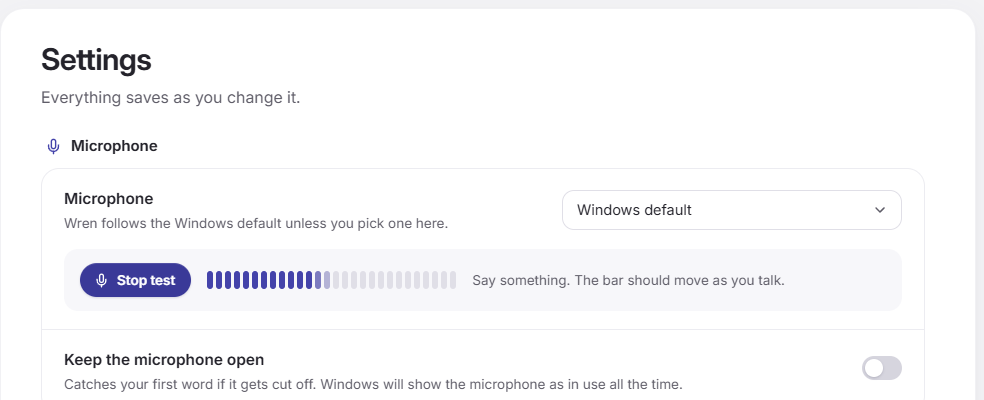 Settings
Everything saves as you change it.
Microphone
Microphone
Wren follows the Windows default unless you pick one here.
Windows default
Stop test
Say something. The bar should move as you talk.
Keep the microphone open
Catches your first word if it gets cut off. Windows will show the microphone as in use all the time.